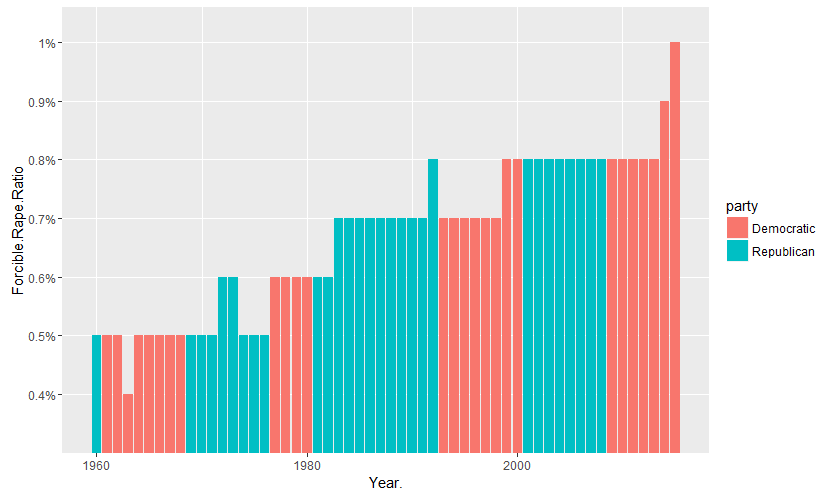 1%
0.9%
0.8%
0.7%
0.6%
0.5%
0.4%
Forcible.Rape.Ratio
1960
1980
2000
Year.
party
Democratic
Republican